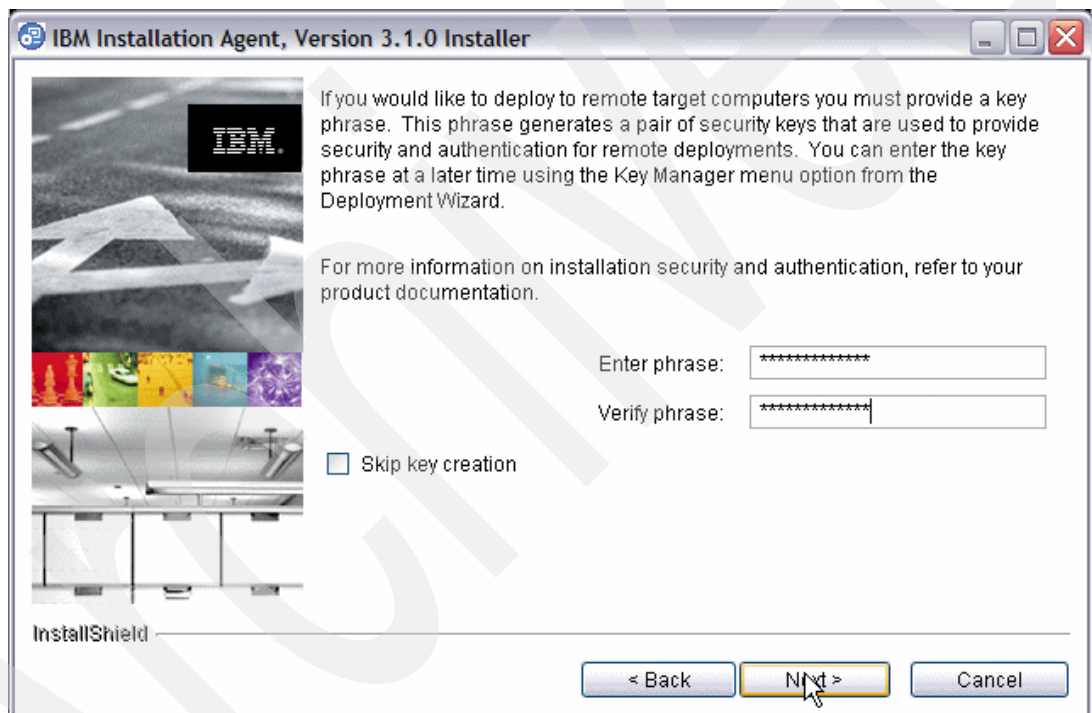 IBM Installation Agent, Version 3.1.0 Installer
IBM.
If you would like to deploy to remote target computers you must provide a key
phrase. This phrase generates a pair of security keys that are used to provide
security and authentication for remote deployments. You can enter the key
phrase at a later time using the Key Manager menu option from the
Deployment Wizard.
For more information on installation security and authentication, refer to your
product documentation.
Enter phrase: *************
Verify phrase: *************
Skip key creation
InstallShield
< Back Next > Cancel